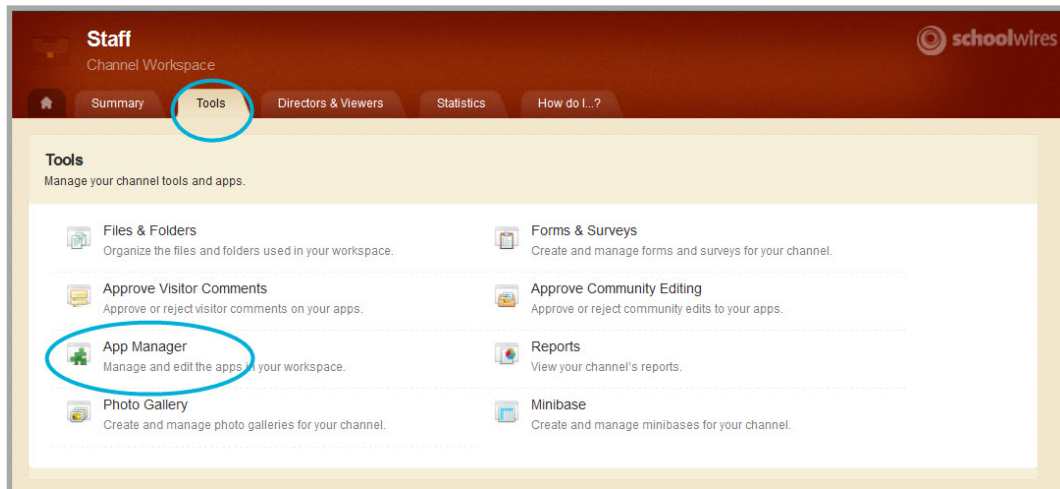 Staff
schoolwires
Channel Workspace
Summary
Tools
Directors & Viewers
Statistics
How do I...?
Tools
Manage your channel tools and apps.
Files & Folders
Organize the files and folders used in your workspace.
Forms & Surveys
Create and manage forms and surveys for your channel.
Approve Visitor Comments
Approve or reject visitor comments on your apps.
Approve Community Editing
Approve or reject community edits to your apps.
App Manager
Manage and edit the apps in your workspace.
Reports
View your channel's reports.
Photo Gallery
Create and manage photo galleries for your channel.
Minibase
Create and manage minibases for your channel.